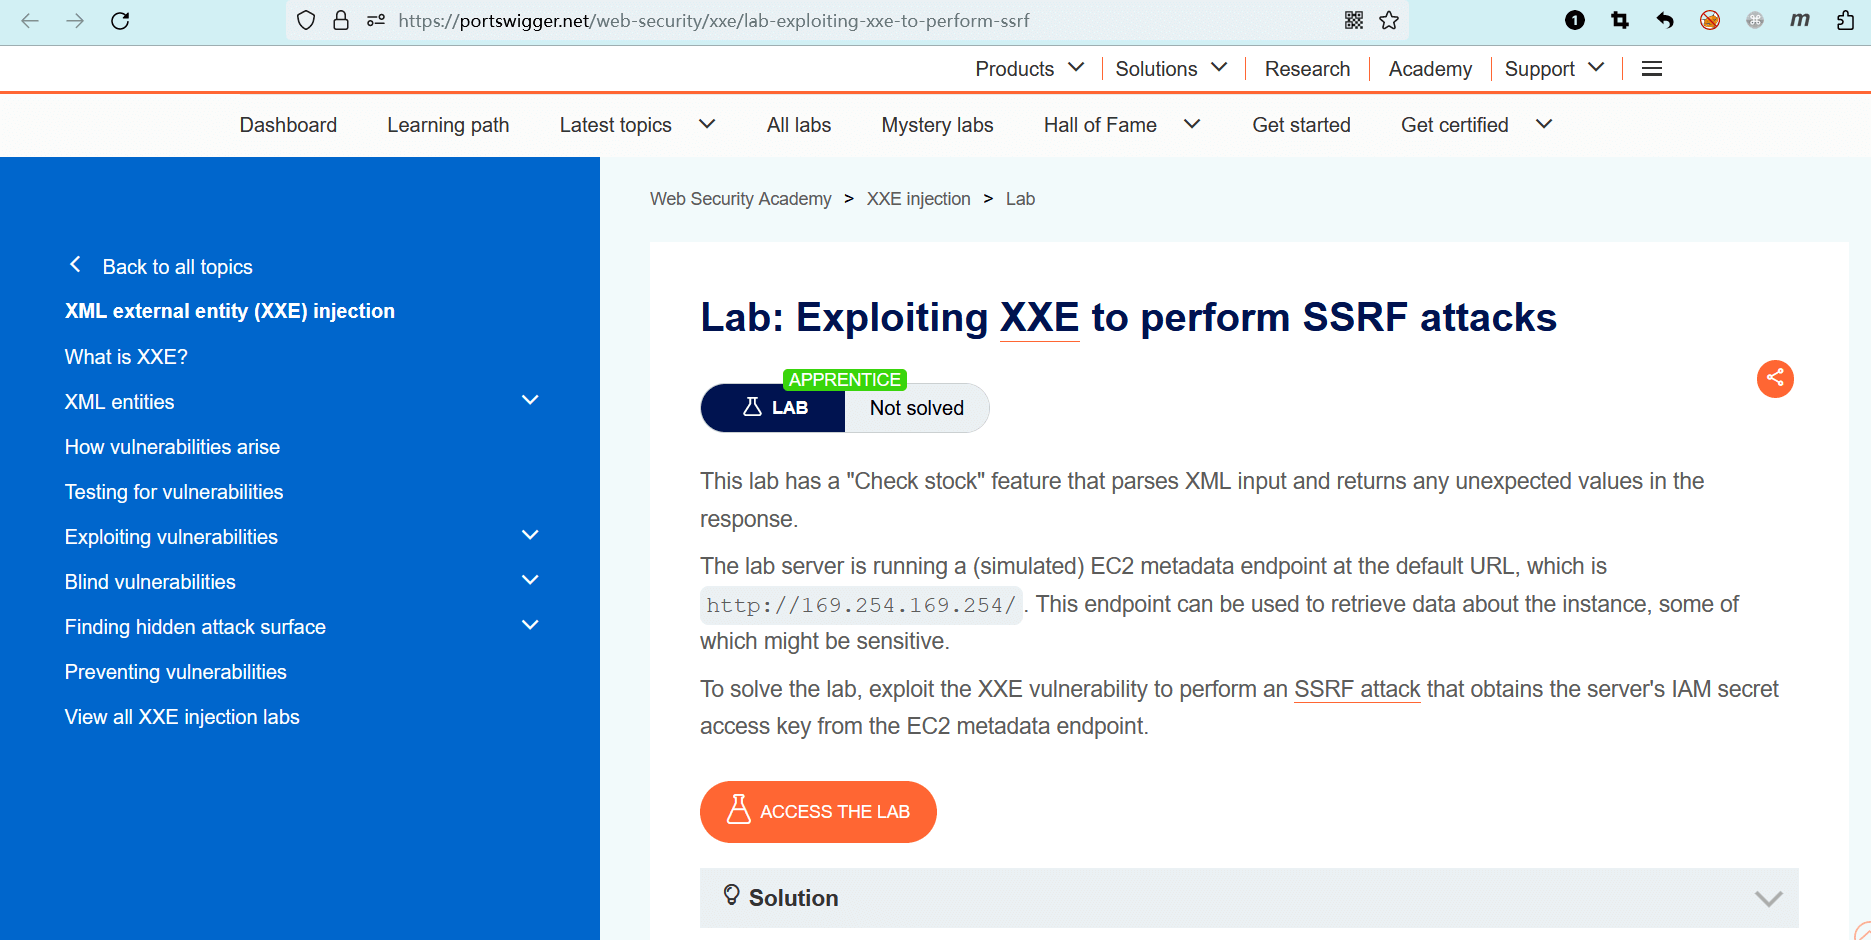 https://portswigger.net/web-security/xxe/lab-exploiting-xxe-to-perform-ssrf
1
m
Products
Solutions
Research
Academy
Support
Dashboard
Learning path
Latest topics
All labs
Mystery labs
Hall of Fame
Get started
Get certified
Back to all topics
XML external entity (XXE) injection
What is XXE?
XML entities
How vulnerabilities arise
Testing for vulnerabilities
Exploiting vulnerabilities
Blind vulnerabilities
Finding hidden attack surface
Preventing vulnerabilities
View all XXE injection labs
Web Security Academy > XXE injection > Lab
Lab: Exploiting XXE to perform SSRF attacks
APPRENTICE
LAB
Not solved
This lab has a "Check stock" feature that parses XML input and returns any unexpected values in the
response.
The lab server is running a (simulated) EC2 metadata endpoint at the default URL, which is
http://169.254.169.254/ . This endpoint can be used to retrieve data about the instance, some of
which might be sensitive.
To solve the lab, exploit the XXE vulnerability to perform an SSRF attack that obtains the server's IAM secret
access key from the EC2 metadata endpoint.
ACCESS THE LAB
Solution